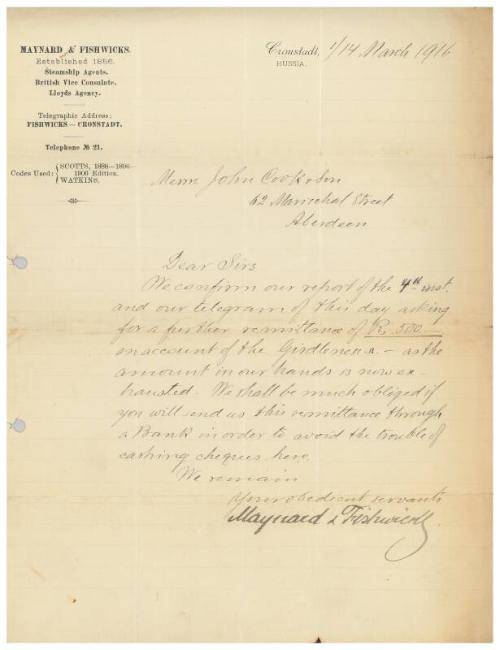 MAYNARD & FISHWICKS.
Established 1886.
Steamship Agents.
British Vice Consulate.
Lloyds Agency.
Telegraphic Address:
FISHWICKS—CRONSTADT.
Telephone № 21.
Codes Used: SCOTTS, 1886–1896
1906 Edition.
WATKINS.
Cronstadt, 1/14 March 1916
RUSSIA.
Messrs John Cook & Son
62 Marischal Street
Aberdeen
Dear Sirs
We confirm our report of the 4th inst.
and our telegram of this day asking
for a further remittance of R 500—
on account of the Girdleness. — as the
amount in our hands is now ex-
hausted. We shall be much obliged if
you will send us this remittance through
a Bank in order to avoid the trouble of
cashing cheques here.
We remain
Your obedient servants
Maynard & Fishwicks